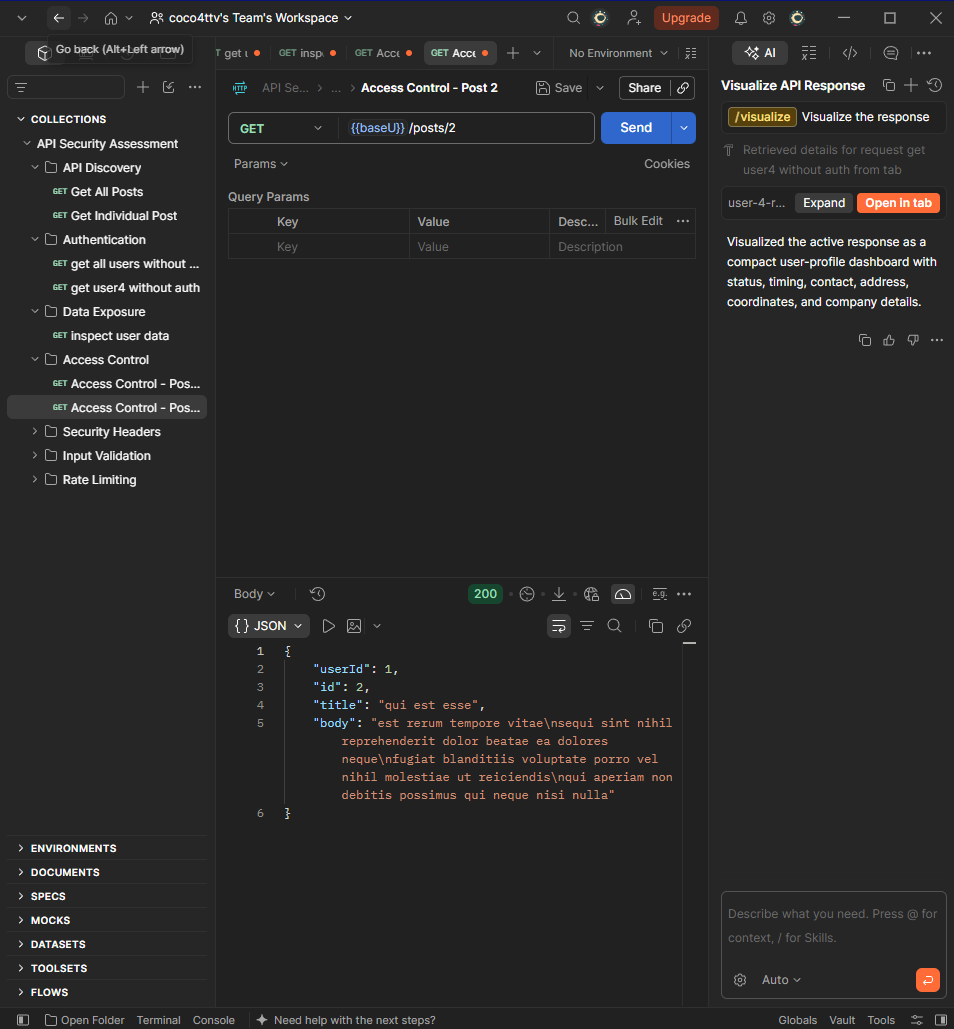 coco4ttv's Team's Workspace
Upgrade
Go back (Alt+Left arrow)
COLLECTIONS
API Security Assessment
API Discovery
GET Get All Posts
GET Get Individual Post
Authentication
GET get all users without ...
GET get user4 without auth
Data Exposure
GET inspect user data
Access Control
GET Access Control - Pos...
GET Access Control - Pos...
Security Headers
Input Validation
Rate Limiting
ENVIRONMENTS
DOCUMENTS
SPECS
MOCKS
DATASETS
TOOLSETS
FLOWS
T get u
GET insp
GET Acce
GET Acce
No Environment
HTTP API Se... > ... > Access Control - Post 2
Save
Share
GET
{{baseU}} /posts/2
Send
Params
Cookies
Query Params
Key Value Desc... Bulk Edit
Key Value Description
Body
200
e.g.
{} JSON
1 {
2 "userId": 1,
3 "id": 2,
4 "title": "qui est esse",
5 "body": "est rerum tempore vitae\nsequi sint nihil
reprehenderit dolor beatae ea dolores
neque\nfugiat blanditiis voluptate porro vel
nihil molestiae ut reiciendis\nqui aperiam non
debitis possimus qui neque nisi nulla"
6 }
AI
Visualize API Response
/visualize Visualize the response
Retrieved details for request get
user4 without auth from tab
user-4-r... Expand Open in tab
Visualized the active response as a
compact user-profile dashboard with
status, timing, contact, address,
coordinates, and company details.
Describe what you need. Press @ for
context, / for Skills.
Auto
Open Folder Terminal Console Need help with the next steps?
Globals Vault Tools